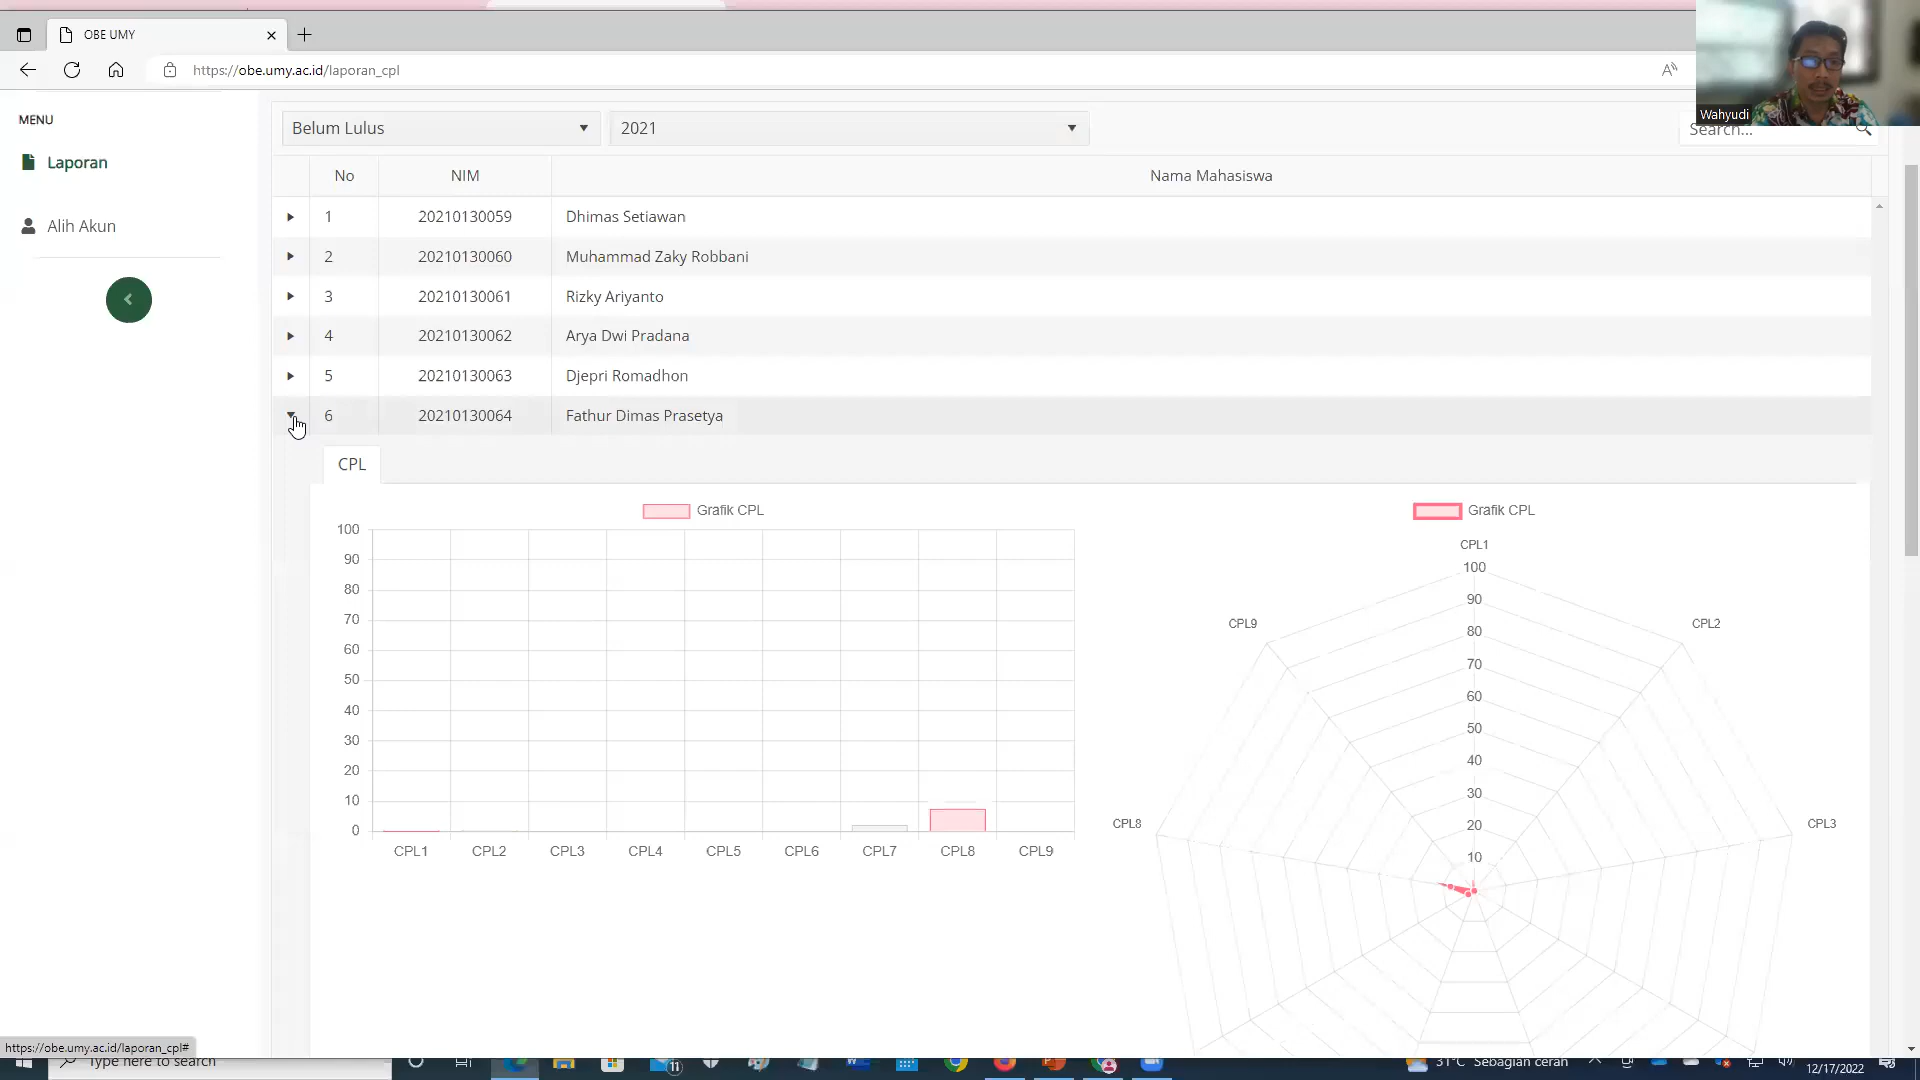 OBE UMY
https://obe.umy.ac.id/laporan_cpl
Wahyudi
MENU
Laporan
Alih Akun
Belum Lulus
2021
Search...
No NIM Nama Mahasiswa
1 20210130059 Dhimas Setiawan
2 20210130060 Muhammad Zaky Robbani
3 20210130061 Rizky Ariyanto
4 20210130062 Arya Dwi Pradana
5 20210130063 Djepri Romadhon
6 20210130064 Fathur Dimas Prasetya
CPL
Grafik CPL
100
90
80
70
60
50
40
30
20
10
0
CPL1 CPL2 CPL3 CPL4 CPL5 CPL6 CPL7 CPL8 CPL9
Grafik CPL
CPL1
100
90
CPL9 CPL2
80
70
60
50
40
30
CPL8 CPL3
20
10
https://obe.umy.ac.id/laporan_cpl#
Type here to search
11
31°C Sebagian cerah
12/17/2022